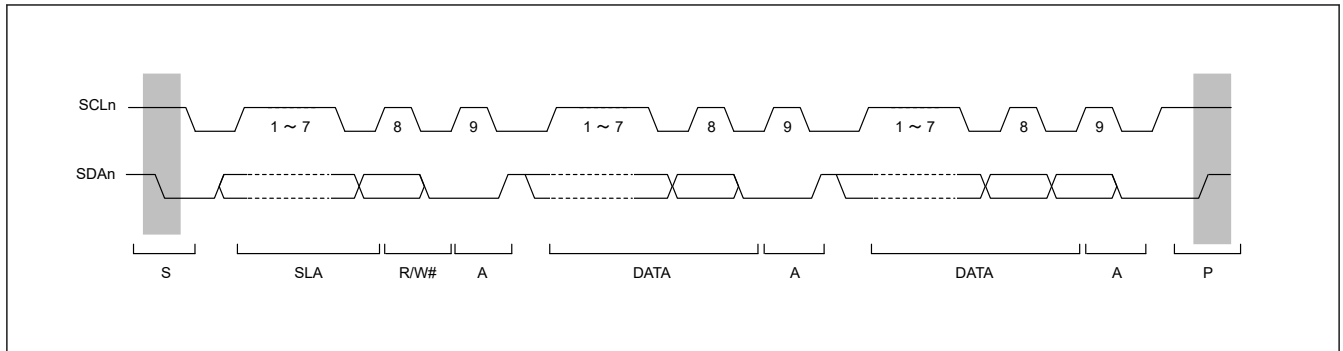 SCLn
1 ~ 7 8 9 1 ~ 7 8 9 1 ~ 7 8 9
SDAn
S SLA R/W# A DATA A DATA A P